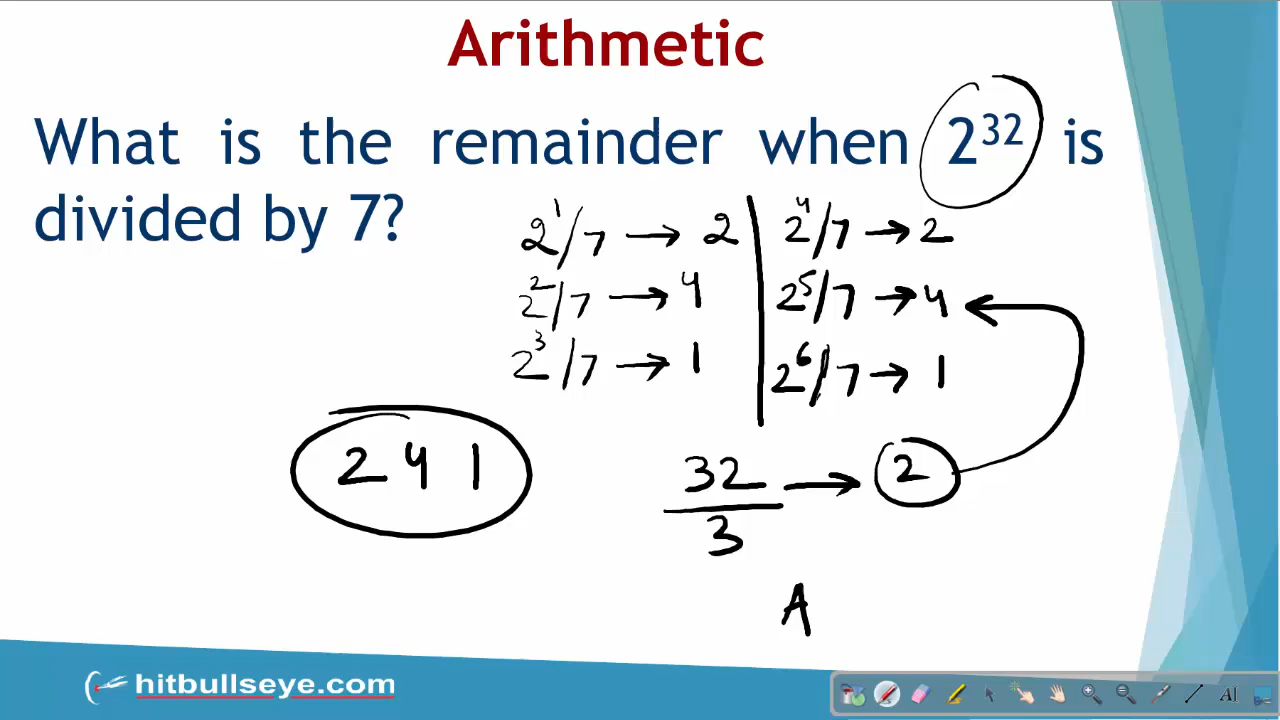 Arithmetic
What is the remainder when 2³² is
divided by 7?
2¹/7 → 2
2²/7 → 4
2³/7 → 1
2⁴/7 → 2
2⁵/7 → 4
2⁶/7 → 1
2 4 1
32/3 → 2
A
hitbullseye.com
AI